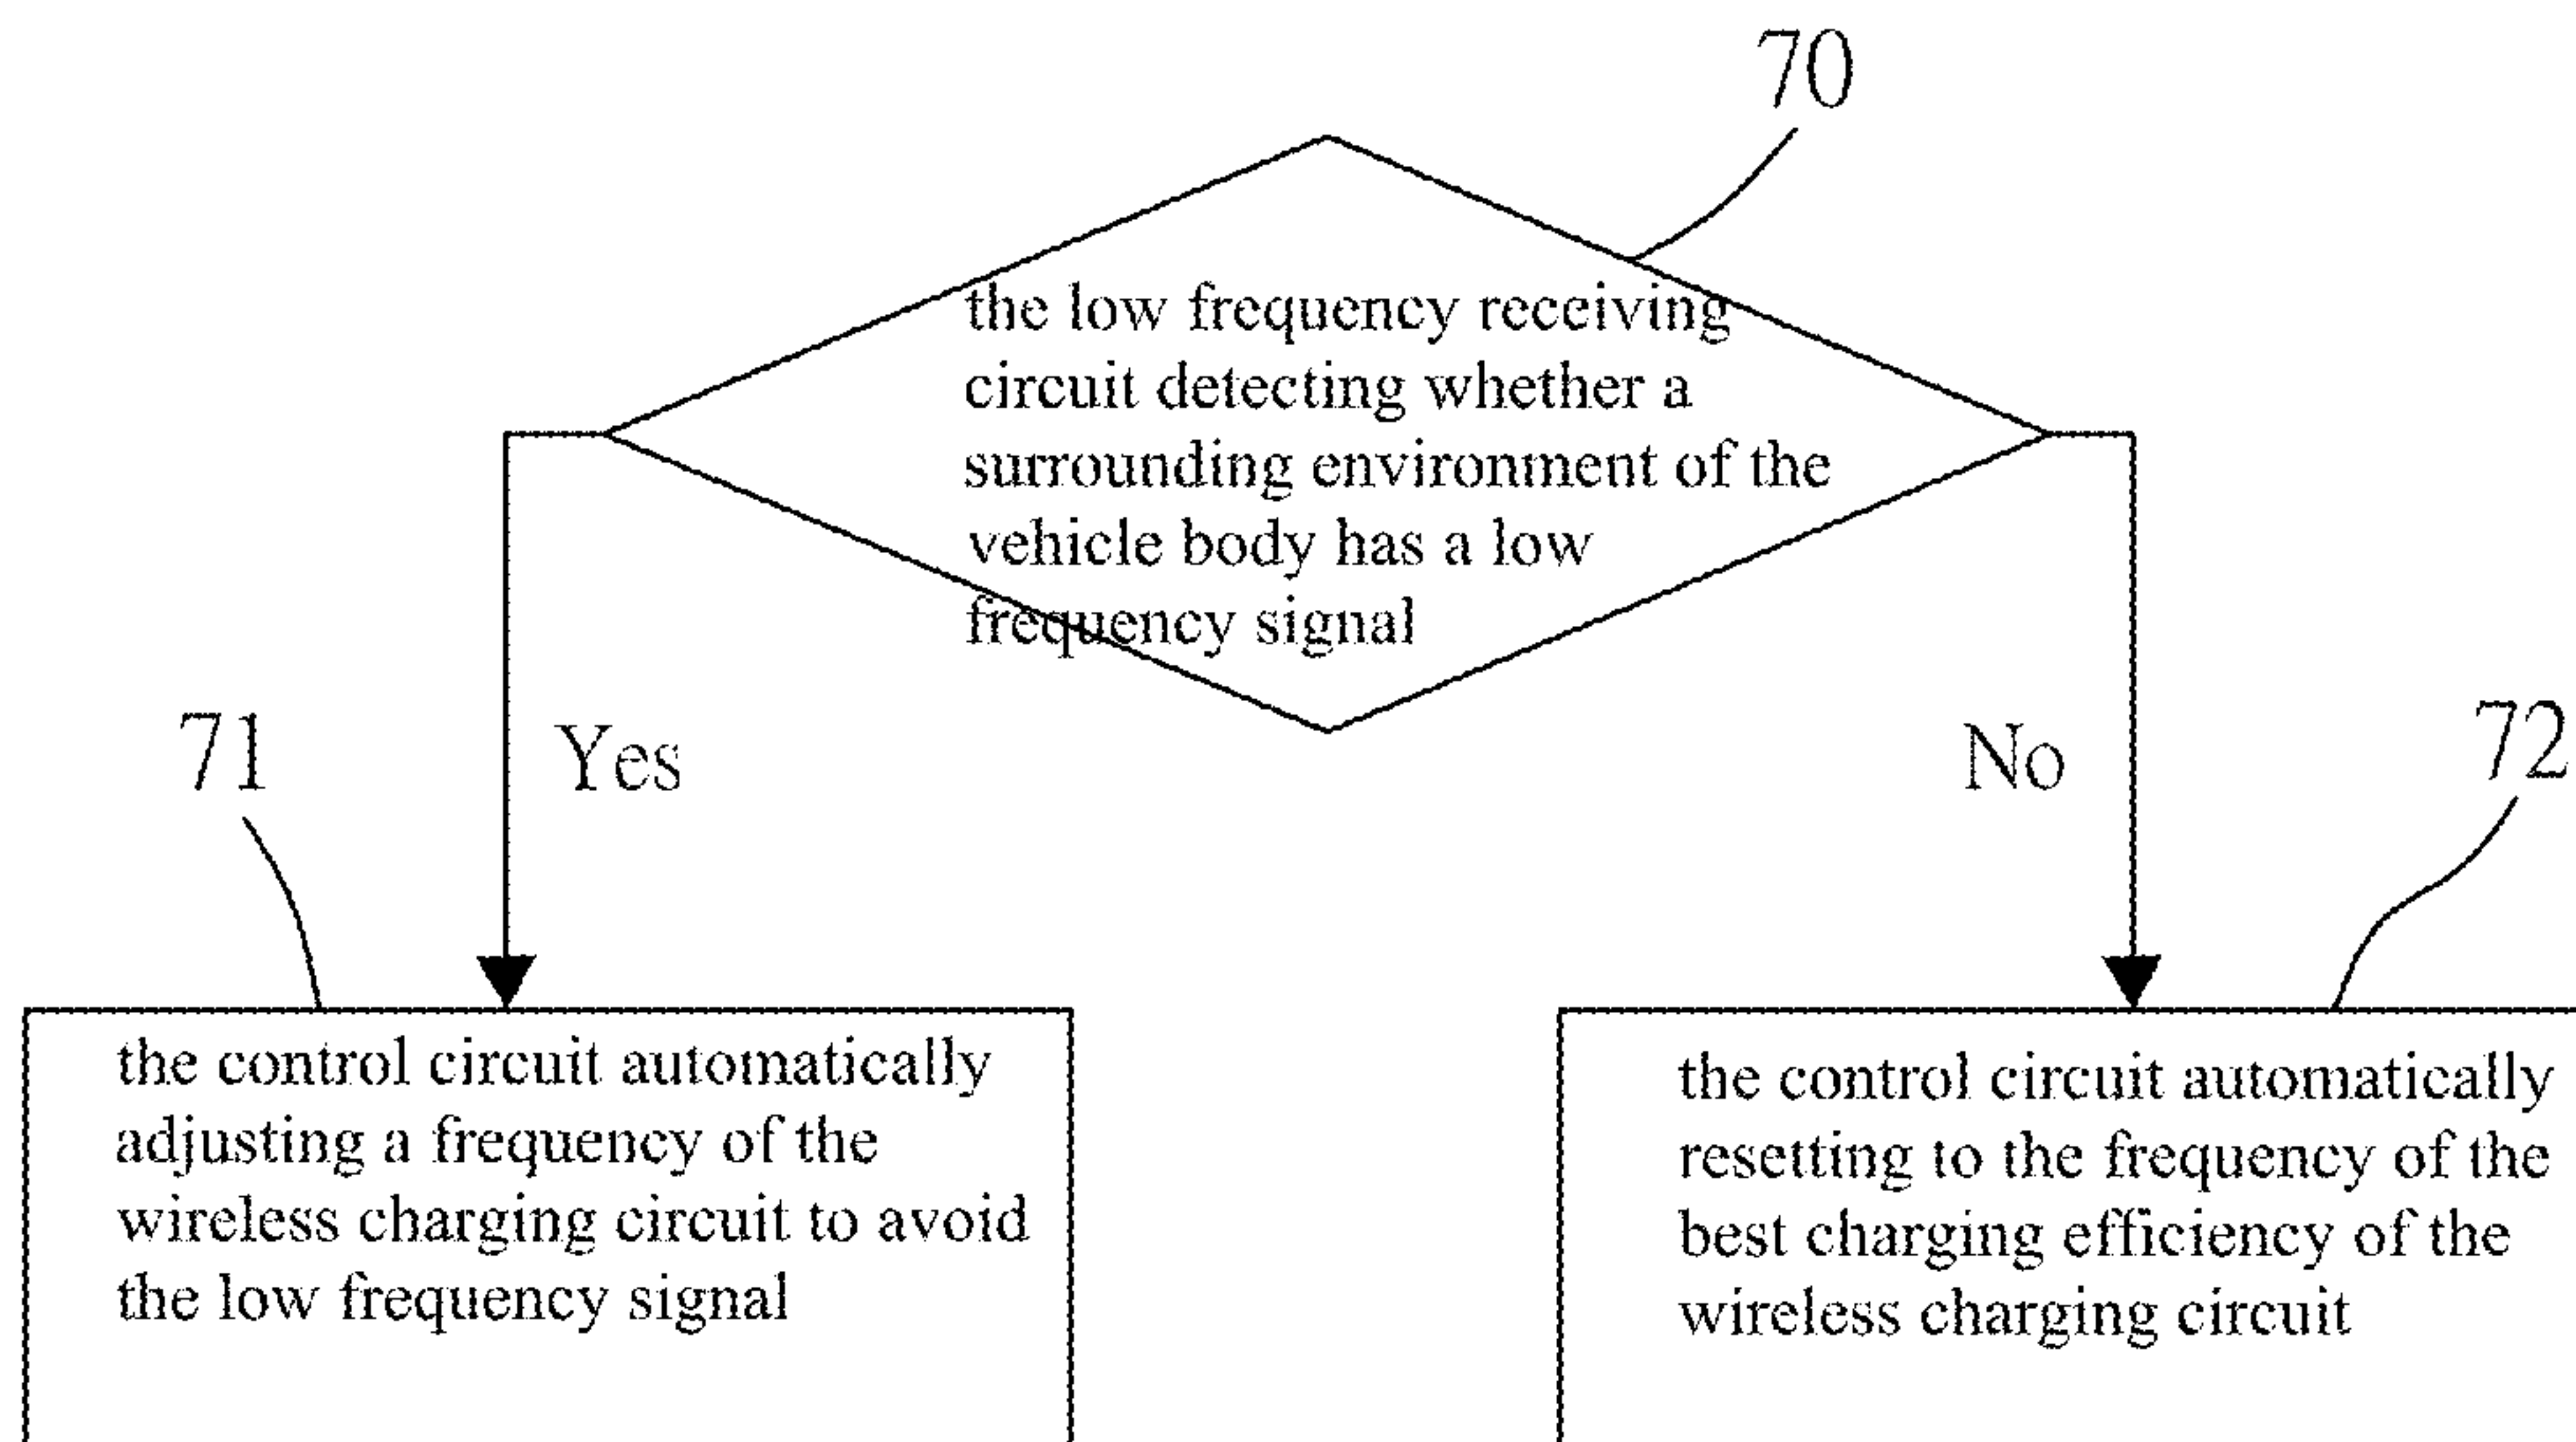 70
the low frequency receiving
circuit detecting whether a
surrounding environment of the
vehicle body has a low
frequency signal
71
Yes
No
72
the control circuit automatically
adjusting a frequency of the
wireless charging circuit to avoid
the low frequency signal
the control circuit automatically
resetting to the frequency of the
best charging efficiency of the
wireless charging circuit